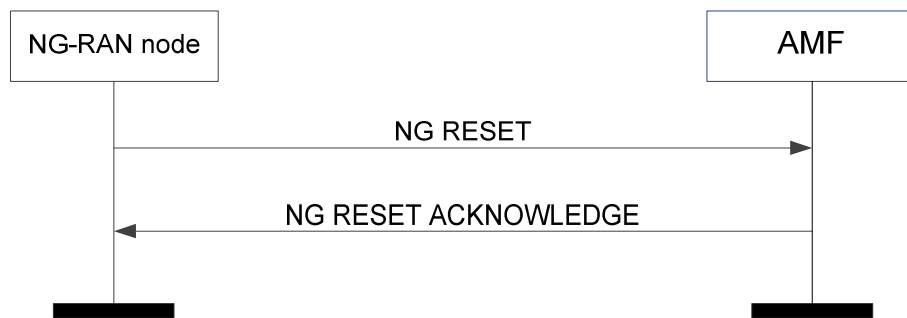 NG-RAN node
AMF
NG RESET
NG RESET ACKNOWLEDGE